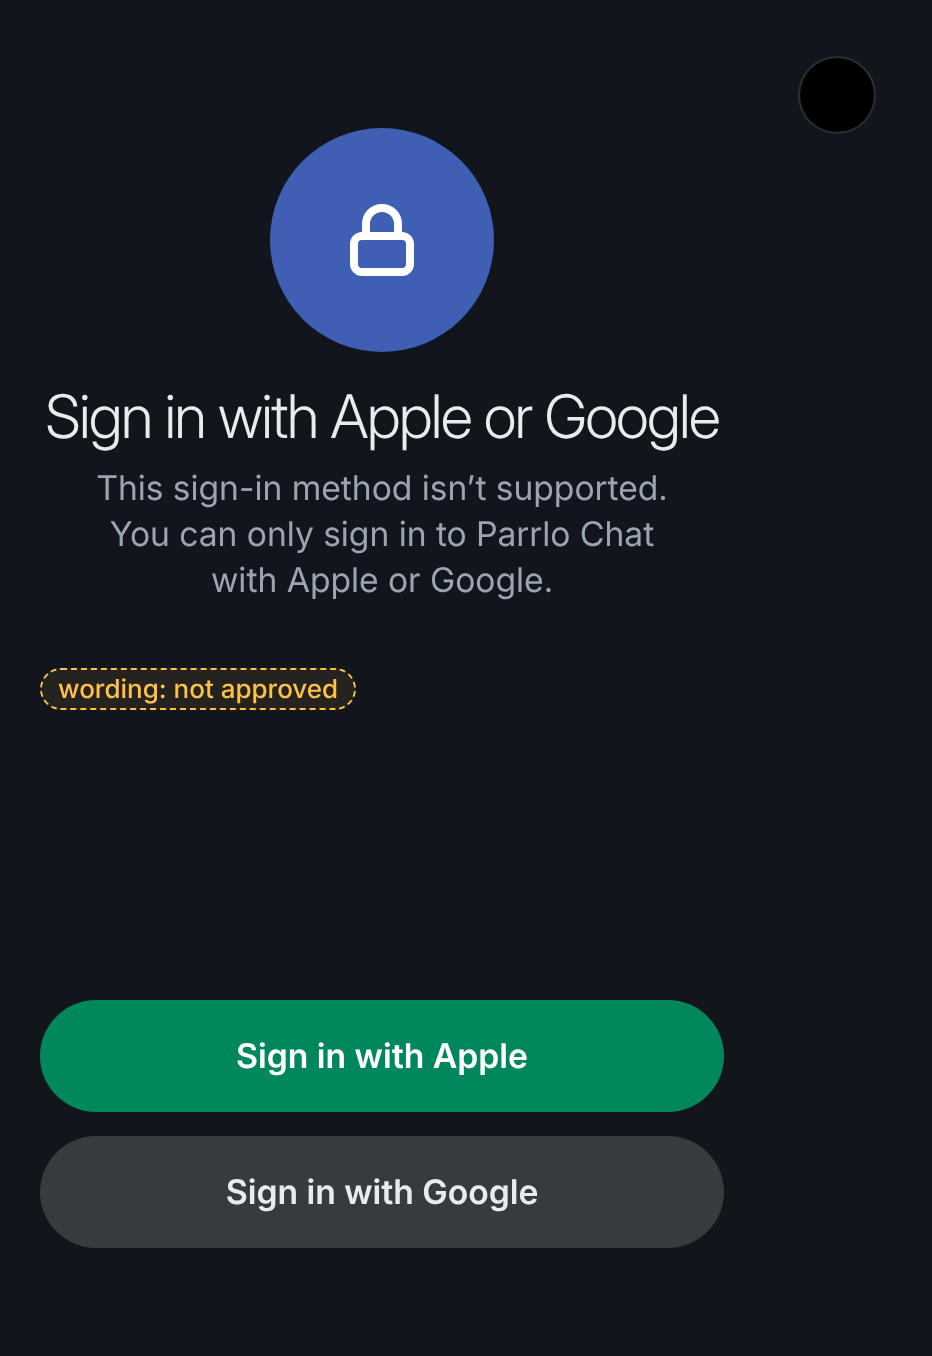 Sign in with Apple or Google
This sign-in method isn’t supported.
You can only sign in to Parrlo Chat
with Apple or Google.
wording: not approved
Sign in with Apple
Sign in with Google